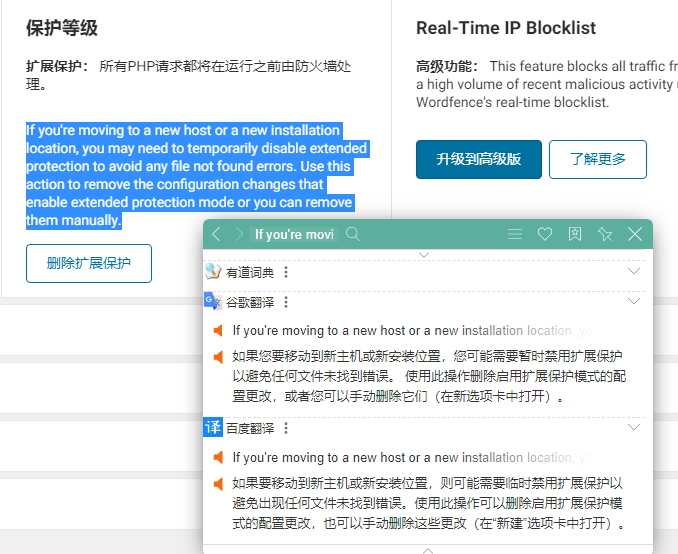 保护等级
扩展保护： 所有PHP请求都将在运行之前由防火墙处
理。
If you're moving to a new host or a new installation
location, you may need to temporarily disable extended
protection to avoid any file not found errors. Use this
action to remove the configuration changes that
enable extended protection mode or you can remove
them manually.
删除扩展保护
Real-Time IP Blocklist
高级功能： This feature blocks all traffic
a high volume of recent malicious activity
Wordfence's real-time blocklist.
升级到高级版
了解更多
If you're movi
有道词典
谷歌翻译
If you're moving to a new host or a new installation location,
如果您要移动到新主机或新安装位置，您可能需要暂时禁用扩展保护
以避免任何文件未找到错误。 使用此操作删除启用扩展保护模式的配
置更改，或者您可以手动删除它们（在新选项卡中打开）。
译 百度翻译
If you're moving to a new host or a new installation location,
如果要移动到新主机或新安装位置，则可能需要临时禁用扩展保护以
避免出现任何文件未找到错误。使用此操作可以删除启用扩展保护模
式的配置更改，也可以手动删除这些更改（在“新建”选项卡中打开）。